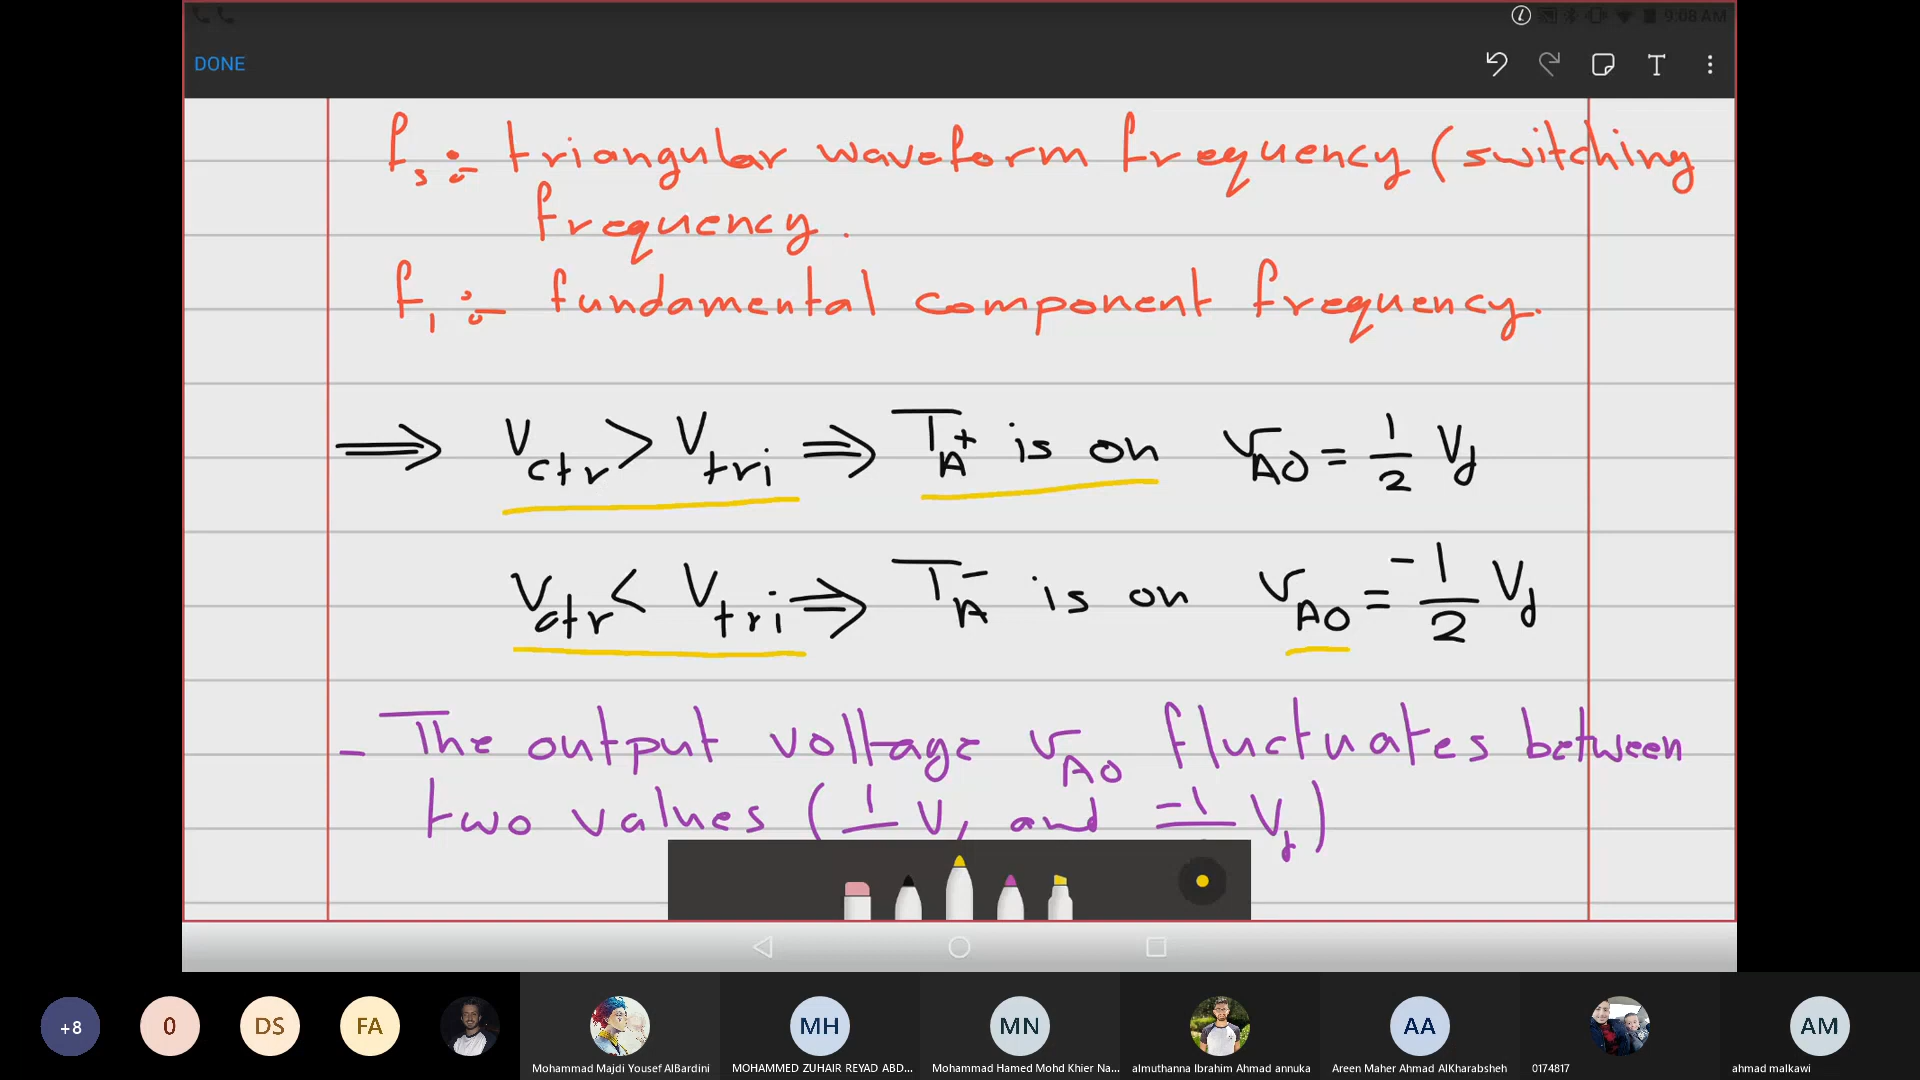 9:08 AM
DONE
T
fs :- triangular waveform frequency (switching
frequency.
f1 :- fundamental component frequency.
⇒ Vctr > Vtri ⇒ TA+ is on vAO = 1/2 Vd
Vctr < Vtri ⇒ TA- is on vAO = -1/2 Vd
- The output voltage vAO fluctuates between
two values (1 Vd and -1 Vd)
+8
0
DS
FA
MH
MN
AA
AM
Mohammad Majdi Yousef AlBardini
MOHAMMED ZUHAIR REYAD ABD...
Mohammad Hamed Mohd Khier Na...
almuthanna Ibrahim Ahmad annuka
Areen Maher Ahmad AlKharabsheh
0174817
ahmad malkawi